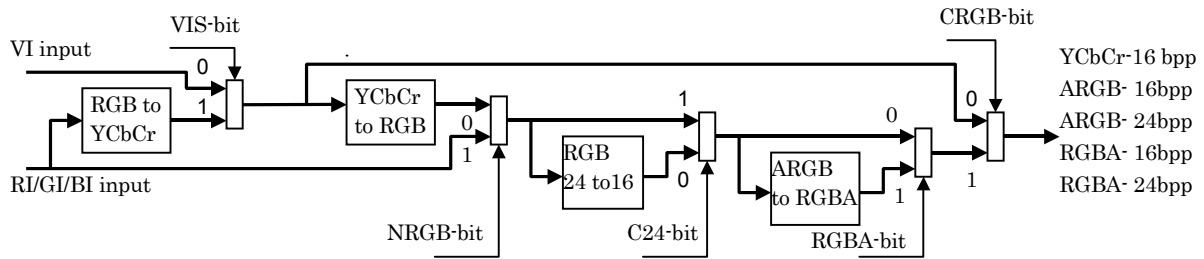 VIS-bit
CRGB-bit
VI input
0
1
RGB to
YCbCr
YCbCr
to RGB
0
1
RI/GI/BI input
NRGB-bit
1
RGB
24 to16
0
C24-bit
0
ARGB
to RGBA
1
RGBA-bit
0
1
YCbCr-16 bpp
ARGB- 16bpp
ARGB- 24bpp
RGBA- 16bpp
RGBA- 24bpp